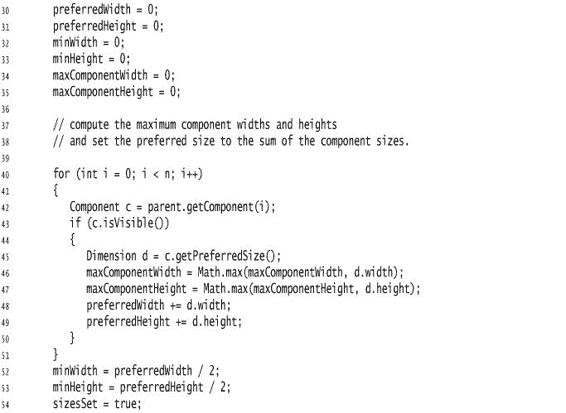 30 preferredWidth = 0;
31 preferredHeight = 0;
32 minWidth = 0;
33 minHeight = 0;
34 maxComponentWidth = 0;
35 maxComponentHeight = 0;
36
37 // compute the maximum component widths and heights
38 // and set the preferred size to the sum of the component sizes.
39
40 for (int i = 0; i < n; i++)
41 {
42 Component c = parent.getComponent(i);
43 if (c.isVisible())
44 {
45 Dimension d = c.getPreferredSize();
46 maxComponentWidth = Math.max(maxComponentWidth, d.width);
47 maxComponentHeight = Math.max(maxComponentHeight, d.height);
48 preferredWidth += d.width;
49 preferredHeight += d.height;
50 }
51 }
52 minWidth = preferredWidth / 2;
53 minHeight = preferredHeight / 2;
54 sizesSet = true;